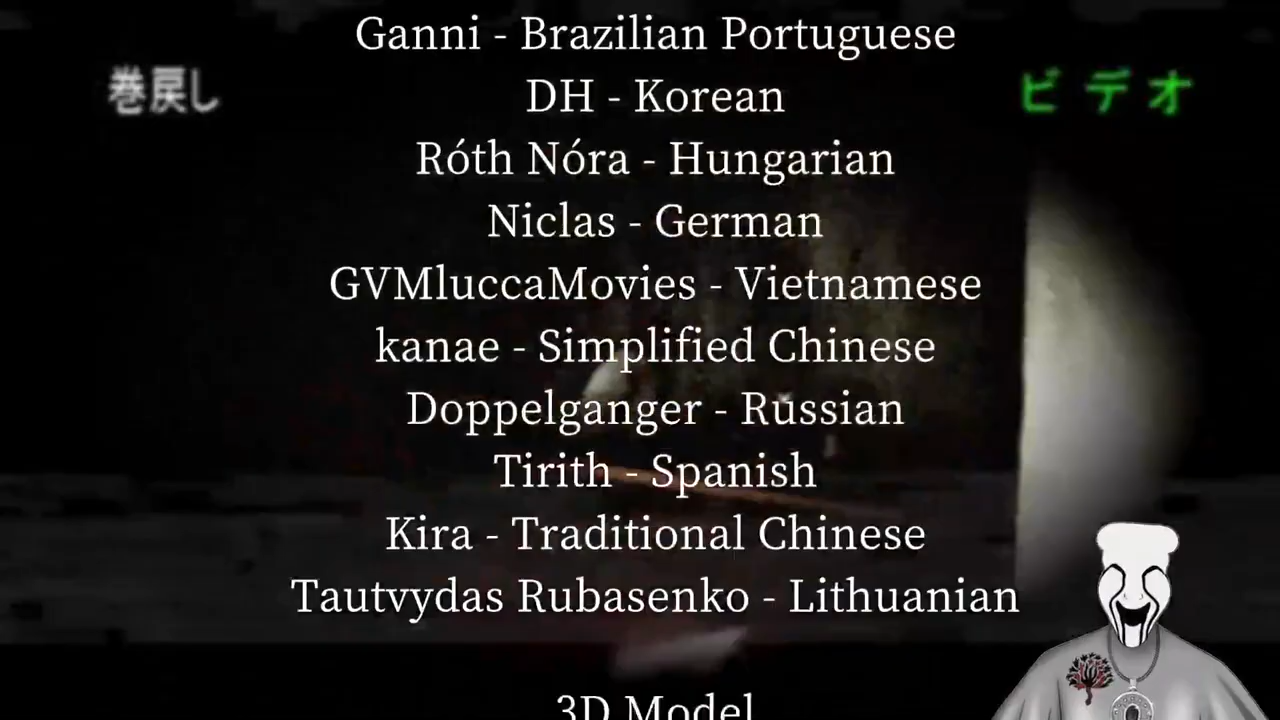 Ganni - Brazilian Portuguese
巻戻し
ビデオ
DH - Korean
Róth Nóra - Hungarian
Niclas - German
GVMluccaMovies - Vietnamese
kanae - Simplified Chinese
Doppelganger - Russian
Tirith - Spanish
Kira - Traditional Chinese
Tautvydas Rubasenko - Lithuanian
3D Model